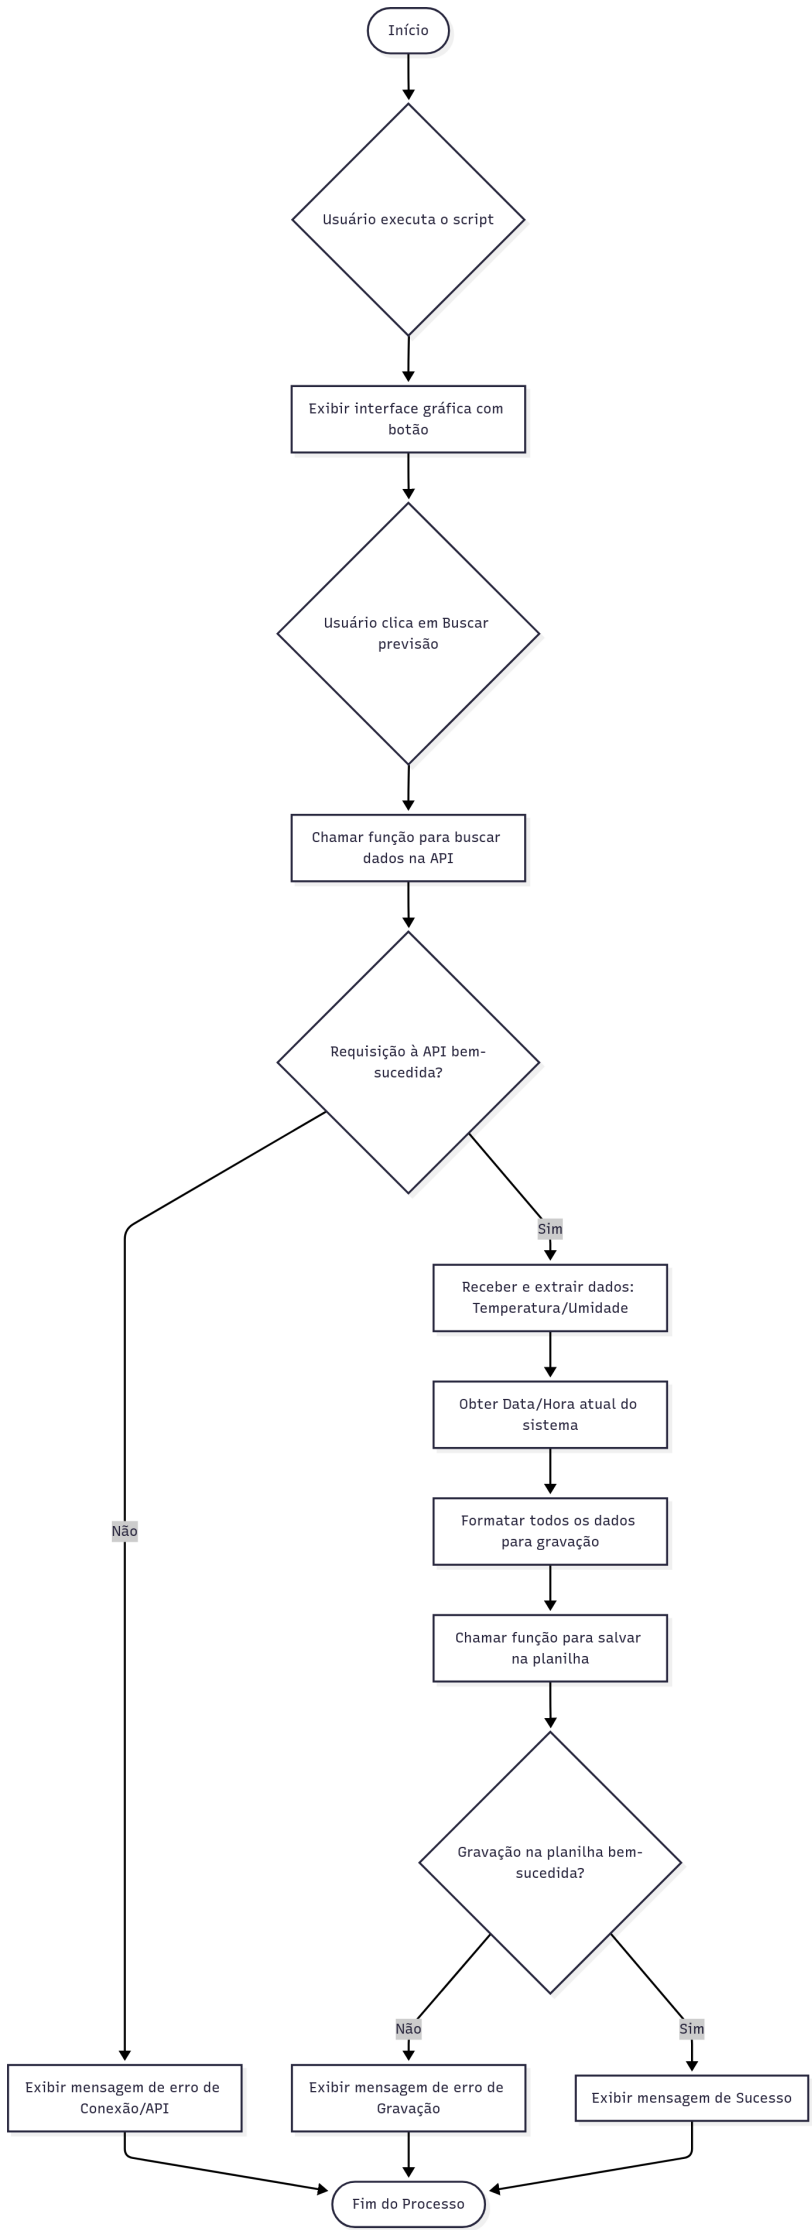 Início
Usuário executa o script
Exibir interface gráfica com
botão
Usuário clica em Buscar
previsão
Chamar função para buscar
dados na API
Requisição à API bem-
sucedida?
Sim
Receber e extrair dados:
Temperatura/Umidade
Obter Data/Hora atual do
sistema
Formatar todos os dados
para gravação
Não
Chamar função para salvar
na planilha
Gravação na planilha bem-
sucedida?
Não
Sim
Exibir mensagem de erro de
Conexão/API
Exibir mensagem de erro de
Gravação
Exibir mensagem de Sucesso
Fim do Processo